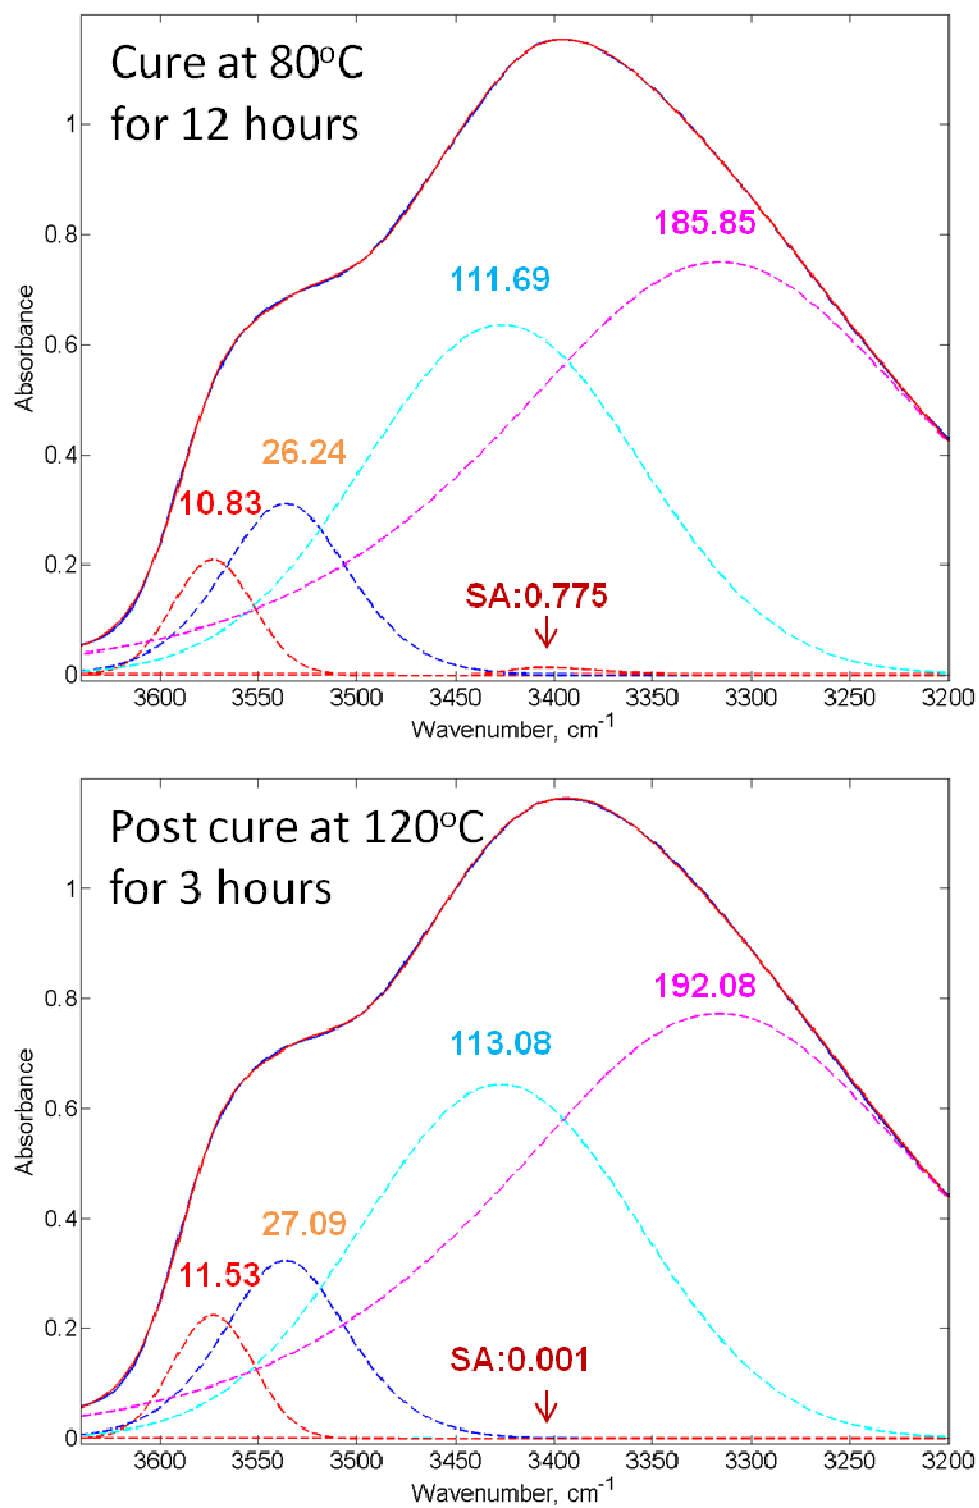 Cure at 80°C
for 12 hours
1
0.8
0.6
0.4
0.2
0
Absorbance
185.85
111.69
26.24
10.83
SA:0.775
3600 3550 3500 3450 3400 3350 3300 3250 3200
Wavenumber, cm⁻¹
Post cure at 120°C
for 3 hours
1
0.8
0.6
0.4
0.2
0
Absorbance
192.08
113.08
27.09
11.53
SA:0.001
3600 3550 3500 3450 3400 3350 3300 3250 3200
Wavenumber, cm⁻¹